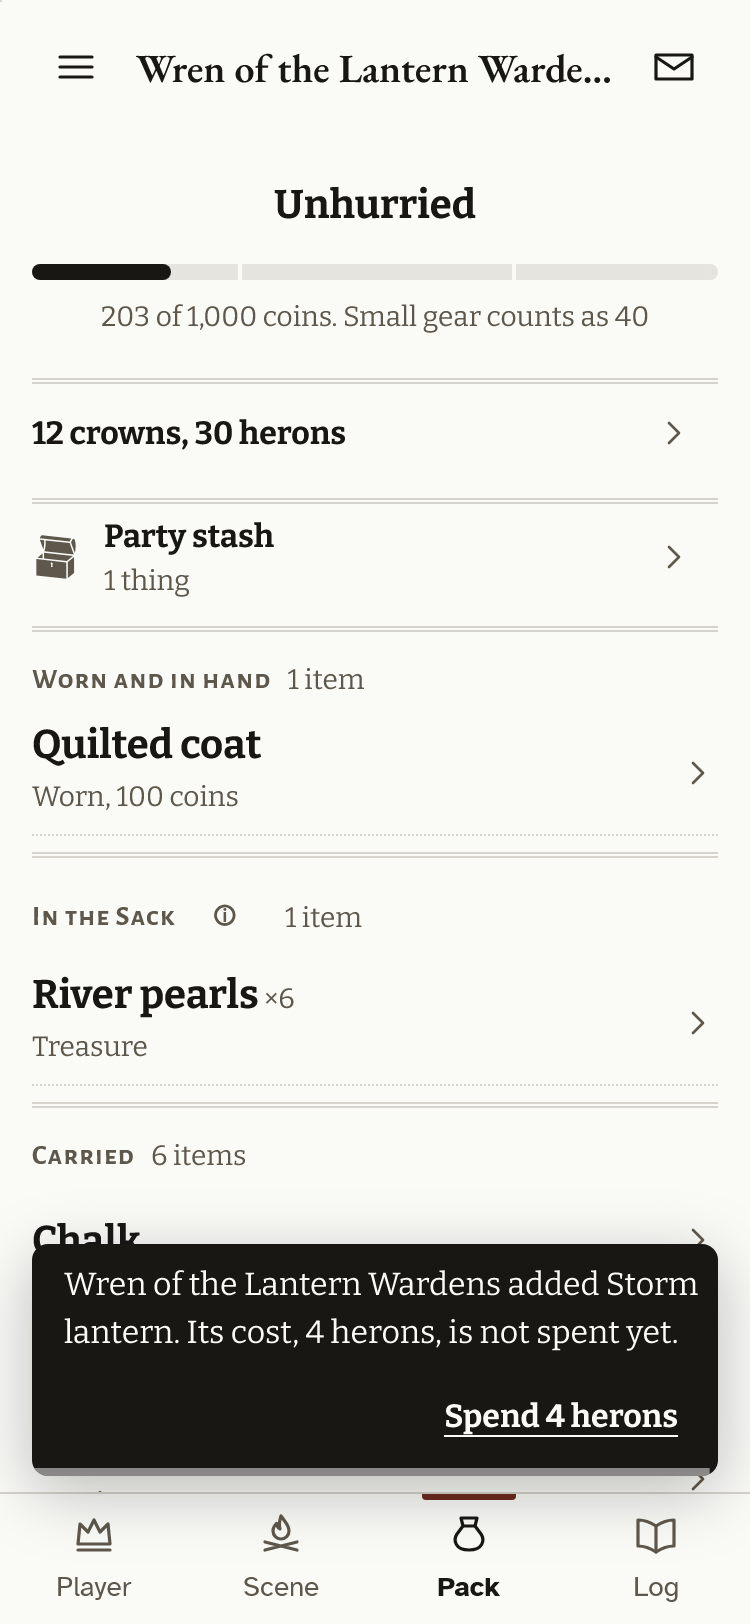 Wren of the Lantern Warde...
Unhurried
203 of 1,000 coins. Small gear counts as 40
12 crowns, 30 herons
Party stash
1 thing
Worn and in hand 1 item
Quilted coat
Worn, 100 coins
In the Sack 1 item
River pearls ×6
Treasure
Carried 6 items
Chalk
Wren of the Lantern Wardens added Storm
lantern. Its cost, 4 herons, is not spent yet.
Spend 4 herons
Player Scene Pack Log